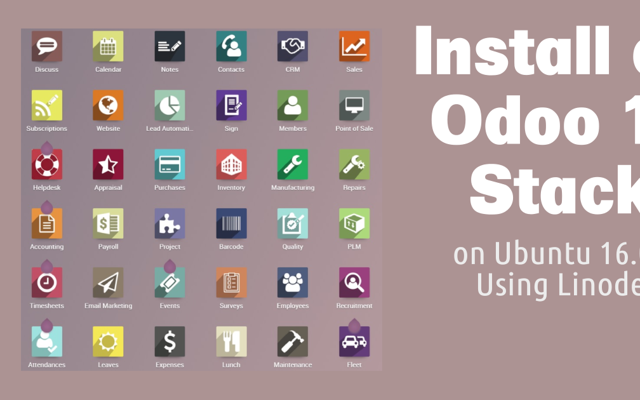 Discuss Calendar Notes Contacts CRM Sales
Subscriptions Website Lead Automati... Sign Members Point of Sale
Helpdesk Appraisal Purchases Inventory Manufacturing Repairs
Accounting Payroll Project Barcode Quality PLM
Timesheets Email Marketing Events Surveys Employees Recruitment
Attendances Leaves Expenses Lunch Maintenance Fleet
Install
Odoo 1
Stack
on Ubuntu 16.
Using Linode